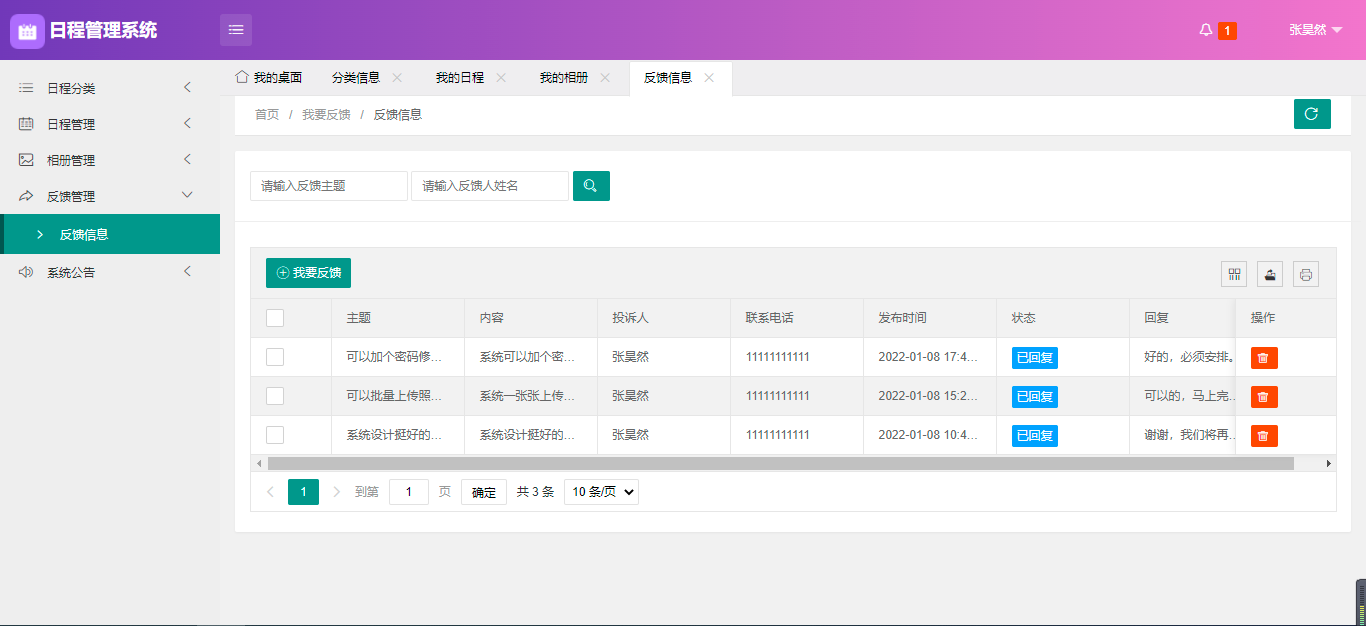 日程管理系统
1
张昊然
日程分类
日程管理
相册管理
反馈管理
反馈信息
系统公告
我的桌面 分类信息 我的日程 我的相册 反馈信息
首页 / 我要反馈 / 反馈信息
请输入反馈主题 请输入反馈人姓名
我要反馈
主题 内容 投诉人 联系电话 发布时间 状态 回复 操作
可以加个密码修... 系统可以加个密... 张昊然 11111111111 2022-01-08 17:4... 已回复 好的，必须安排。
可以批量上传照... 系统一张张上传... 张昊然 11111111111 2022-01-08 15:2... 已回复 可以的，马上完...
系统设计挺好的... 系统设计挺好的... 张昊然 11111111111 2022-01-08 10:4... 已回复 谢谢，我们将再...
1 到第 1 页 确定 共 3 条 10 条/页